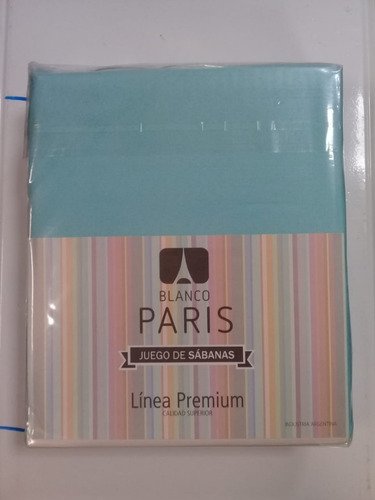 BLANCO
PARIS
JUEGO DE SÁBANAS
Línea Premium
CALIDAD SUPERIOR
INDUSTRIA ARGENTINA